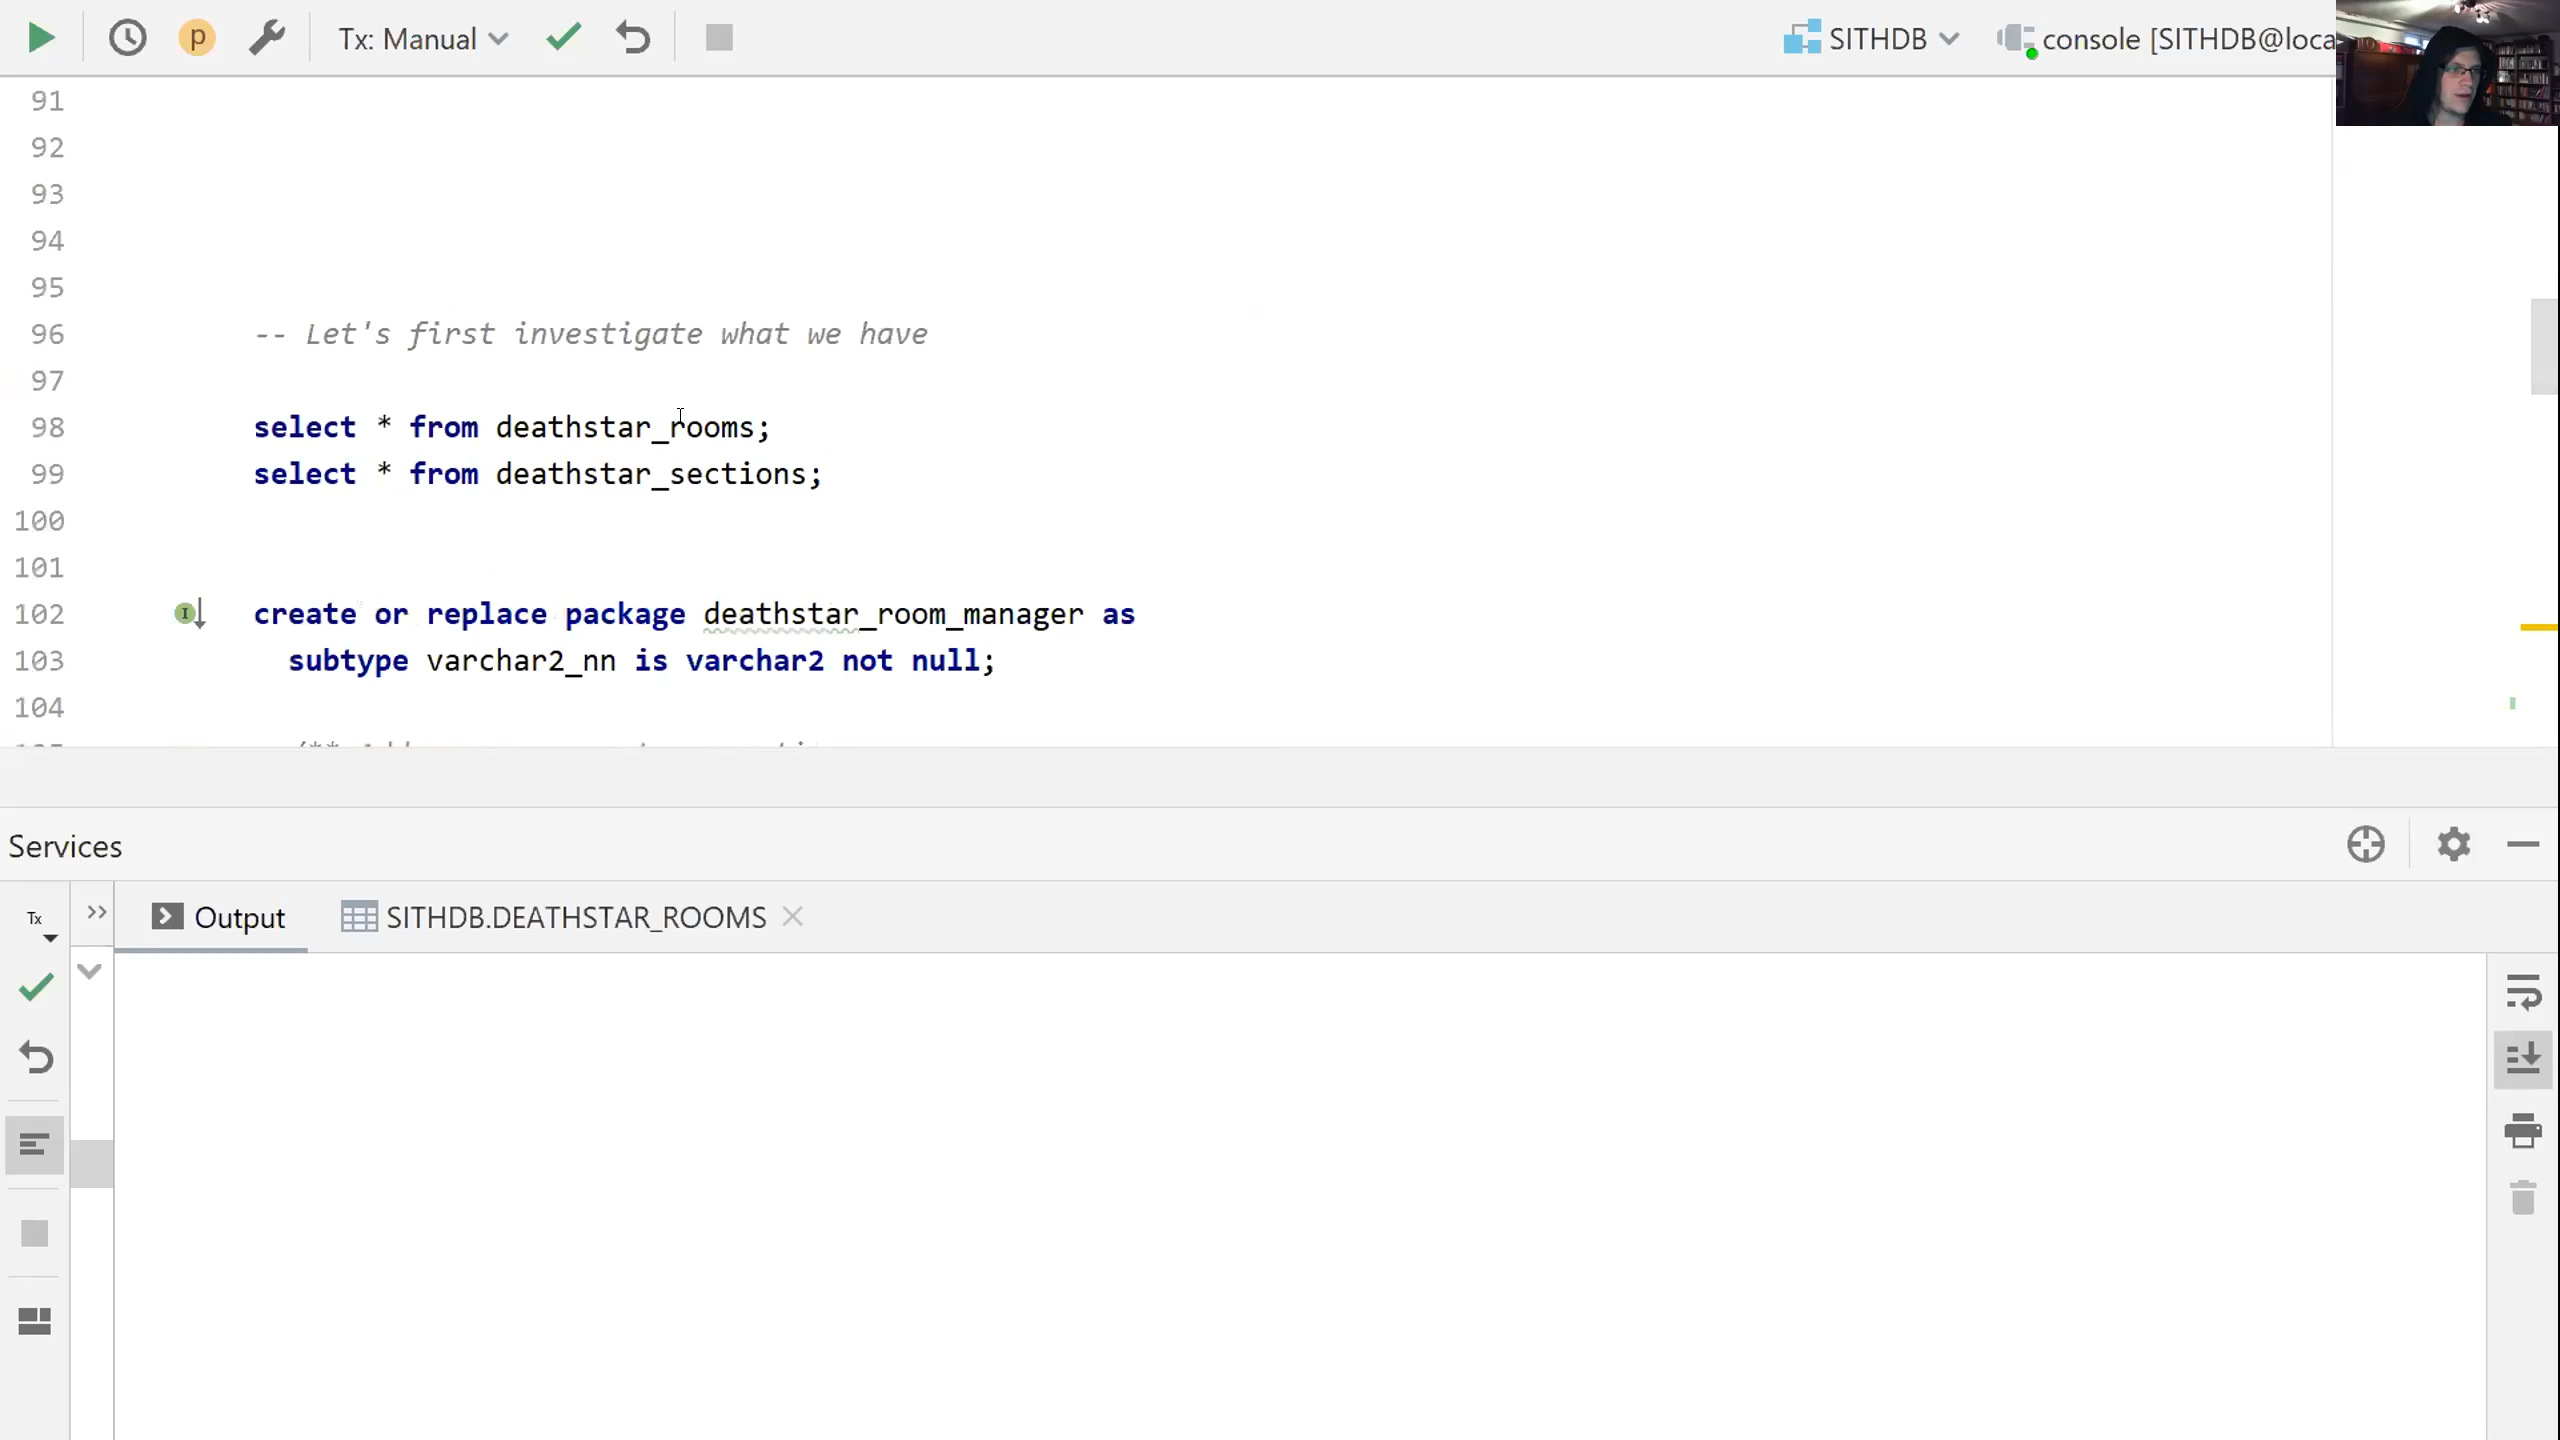 p Tx: Manual SITHDB console [SITHDB@loca
91
92
93
94
95
96 -- Let's first investigate what we have
97
98 select * from deathstar_rooms;
99 select * from deathstar_sections;
100
101
102 create or replace package deathstar_room_manager as
103 subtype varchar2_nn is varchar2 not null;
104
Services
Tx Output SITHDB.DEATHSTAR_ROOMS